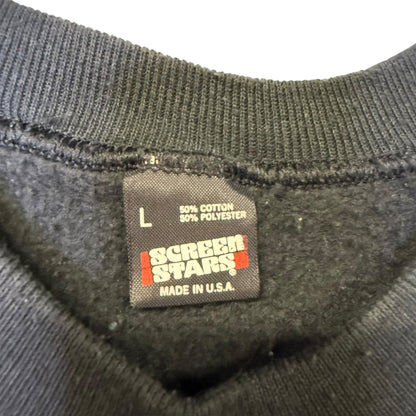 L
50% COTTON
50% POLYESTER
SCREEN
STARS
MADE IN U.S.A.